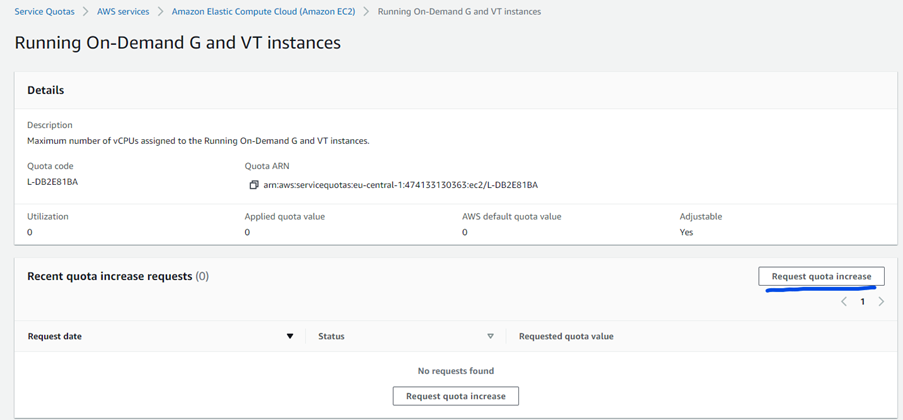 Service Quotas > AWS services > Amazon Elastic Compute Cloud (Amazon EC2) > Running On-Demand G and VT instances
Running On-Demand G and VT instances
Details
Description
Maximum number of vCPUs assigned to the Running On-Demand G and VT instances.
Quota code Quota ARN
L-DB2E81BA arn:aws:servicequotas:eu-central-1:474133130363:ec2/L-DB2E81BA
Utilization Applied quota value AWS default quota value Adjustable
0 0 0 Yes
Recent quota increase requests (0) Request quota increase
< 1 >
Request date Status Requested quota value
No requests found
Request quota increase